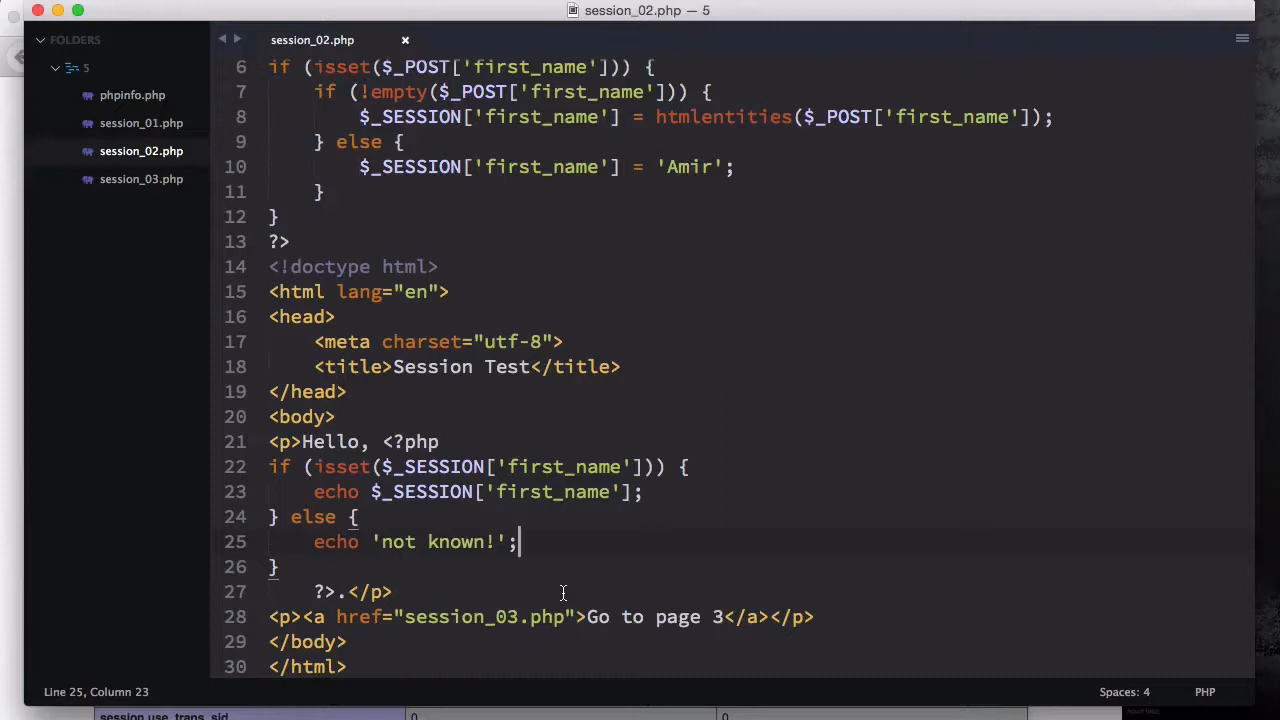 session_02.php — 5
FOLDERS
5
phpinfo.php
session_01.php
session_02.php
session_03.php
session_02.php ×
6 if (isset($_POST['first_name'])) {
7     if (!empty($_POST['first_name'])) {
8         $_SESSION['first_name'] = htmlentities($_POST['first_name']);
9     } else {
10         $_SESSION['first_name'] = 'Amir';
11     }
12 }
13 ?>
14 <!doctype html>
15 <html lang="en">
16 <head>
17     <meta charset="utf-8">
18     <title>Session Test</title>
19 </head>
20 <body>
21 <p>Hello, <?php
22 if (isset($_SESSION['first_name'])) {
23     echo $_SESSION['first_name'];
24 } else {
25     echo 'not known!';
26 }
27     ?>.</p>
28 <p><a href="session_03.php">Go to page 3</a></p>
29 </body>
30 </html>
Line 25, Column 23
Spaces: 4
PHP
session.use_trans_sid
0
0